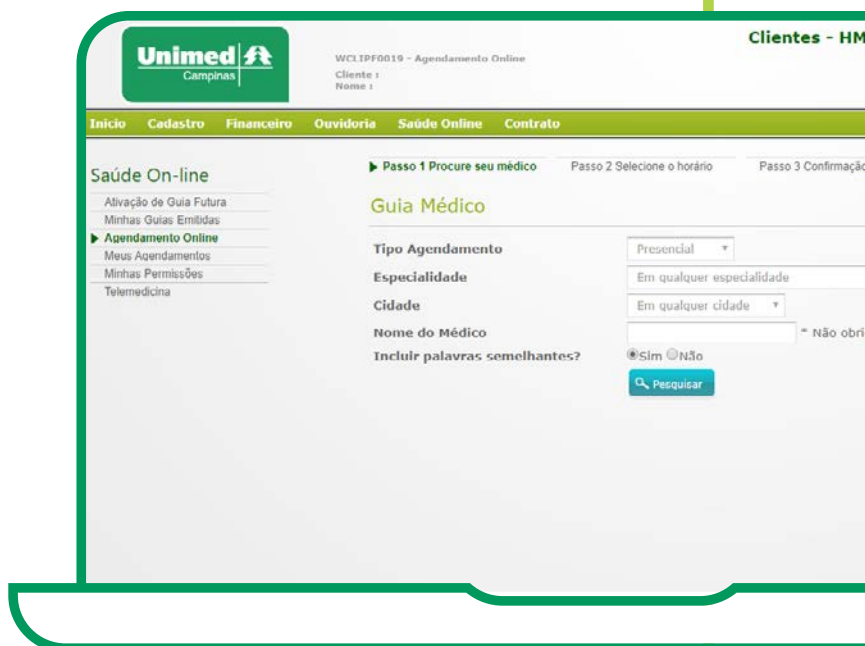 Unimed
Campinas
WCLIPF0019 - Agendamento Online
Cliente :
Nome :
Clientes - HM
Inicio Cadastro Financeiro Ouvidoria Saúde Online Contrato
Saúde On-line
Ativação de Guia Futura
Minhas Guias Emitidas
Agendamento Online
Meus Agendamentos
Minhas Permissões
Telemedicina
Passo 1 Procure seu médico Passo 2 Selecione o horário Passo 3 Confirmação
Guia Médico
Tipo Agendamento Presencial
Especialidade Em qualquer especialidade
Cidade Em qualquer cidade
Nome do Médico * Não obri
Incluir palavras semelhantes? Sim Não
Pesquisar